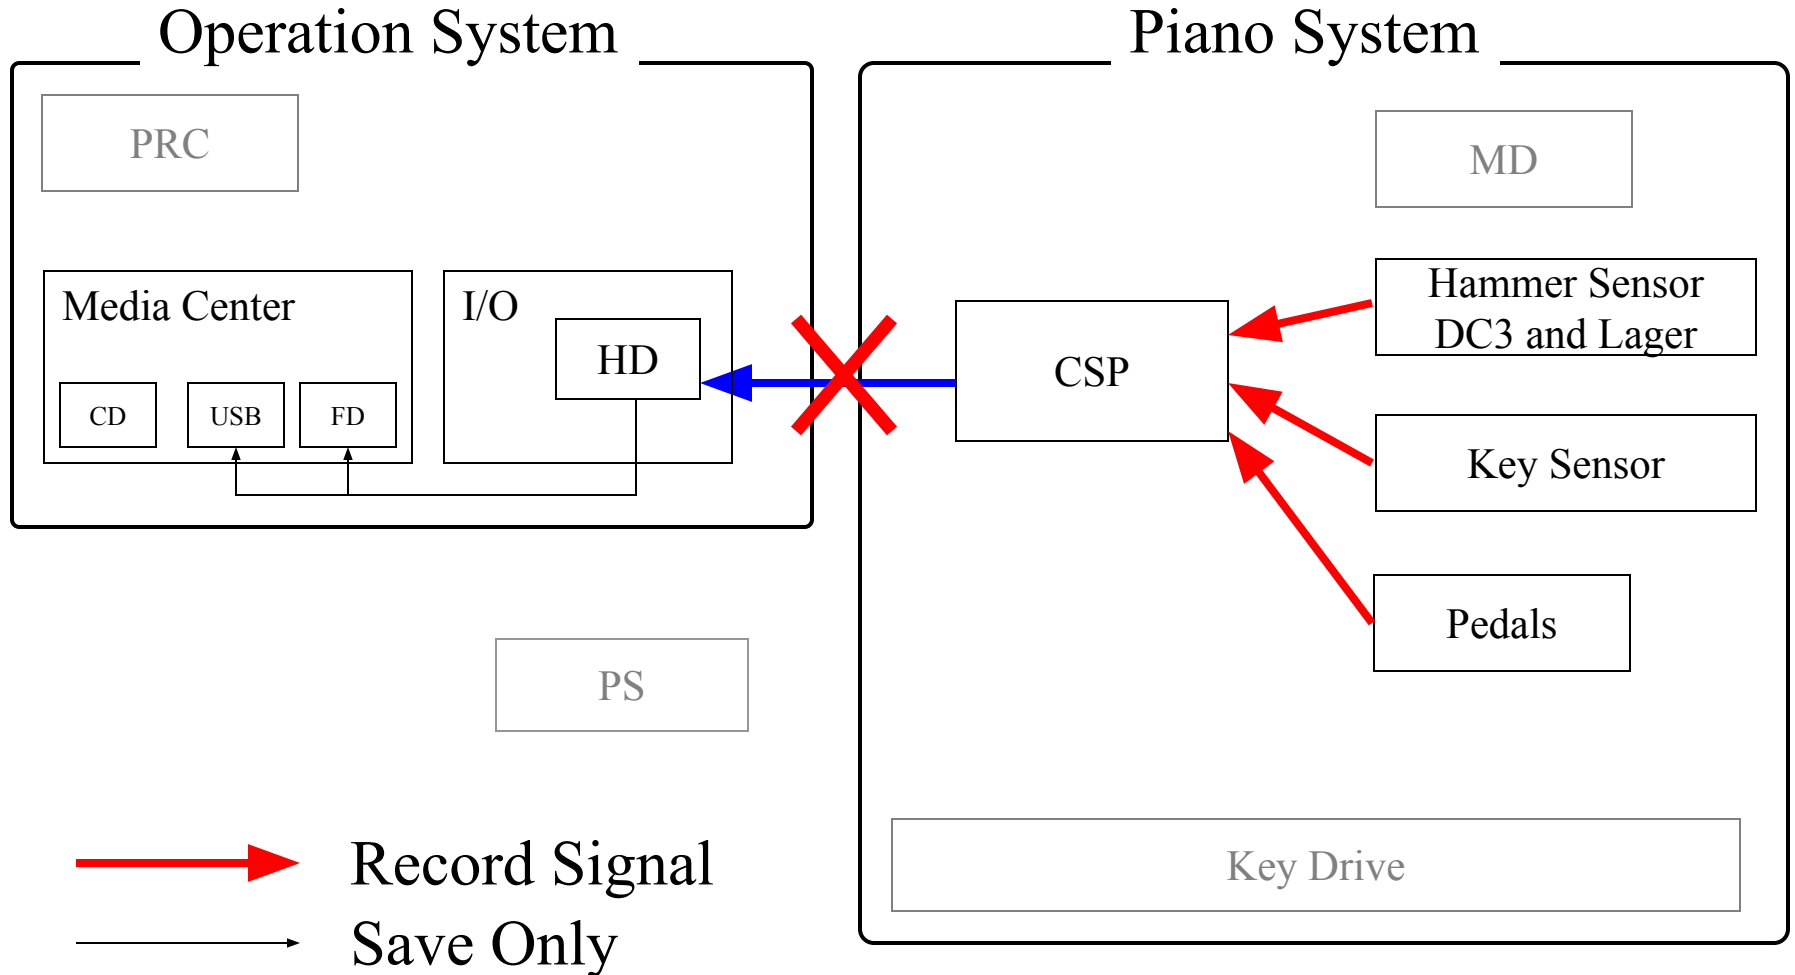 Operation System
Piano System
PRC
MD
Media Center
I/O
HD
CD
USB
FD
CSP
Hammer Sensor
DC3 and Lager
Key Sensor
Pedals
PS
Key Drive
Record Signal
Save Only